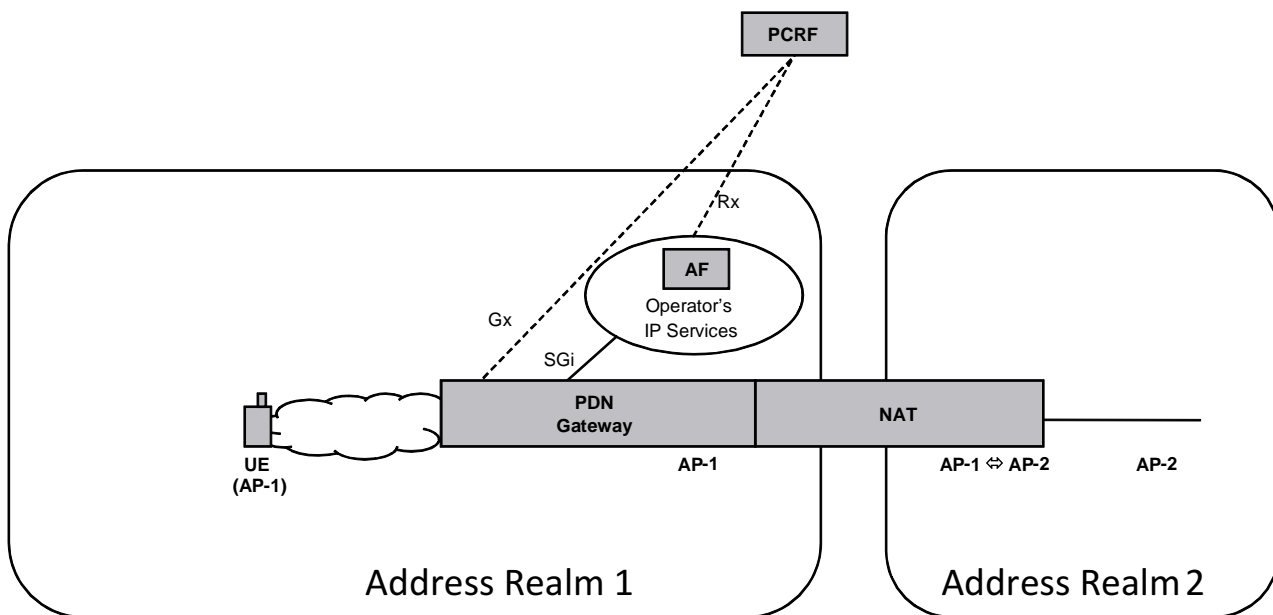 PCRF
Rx
AF
Operator's
IP Services
Gx
SGi
PDN
Gateway
NAT
UE
(AP-1)
AP-1
AP-1 ⇔ AP-2
AP-2
Address Realm 1
Address Realm 2